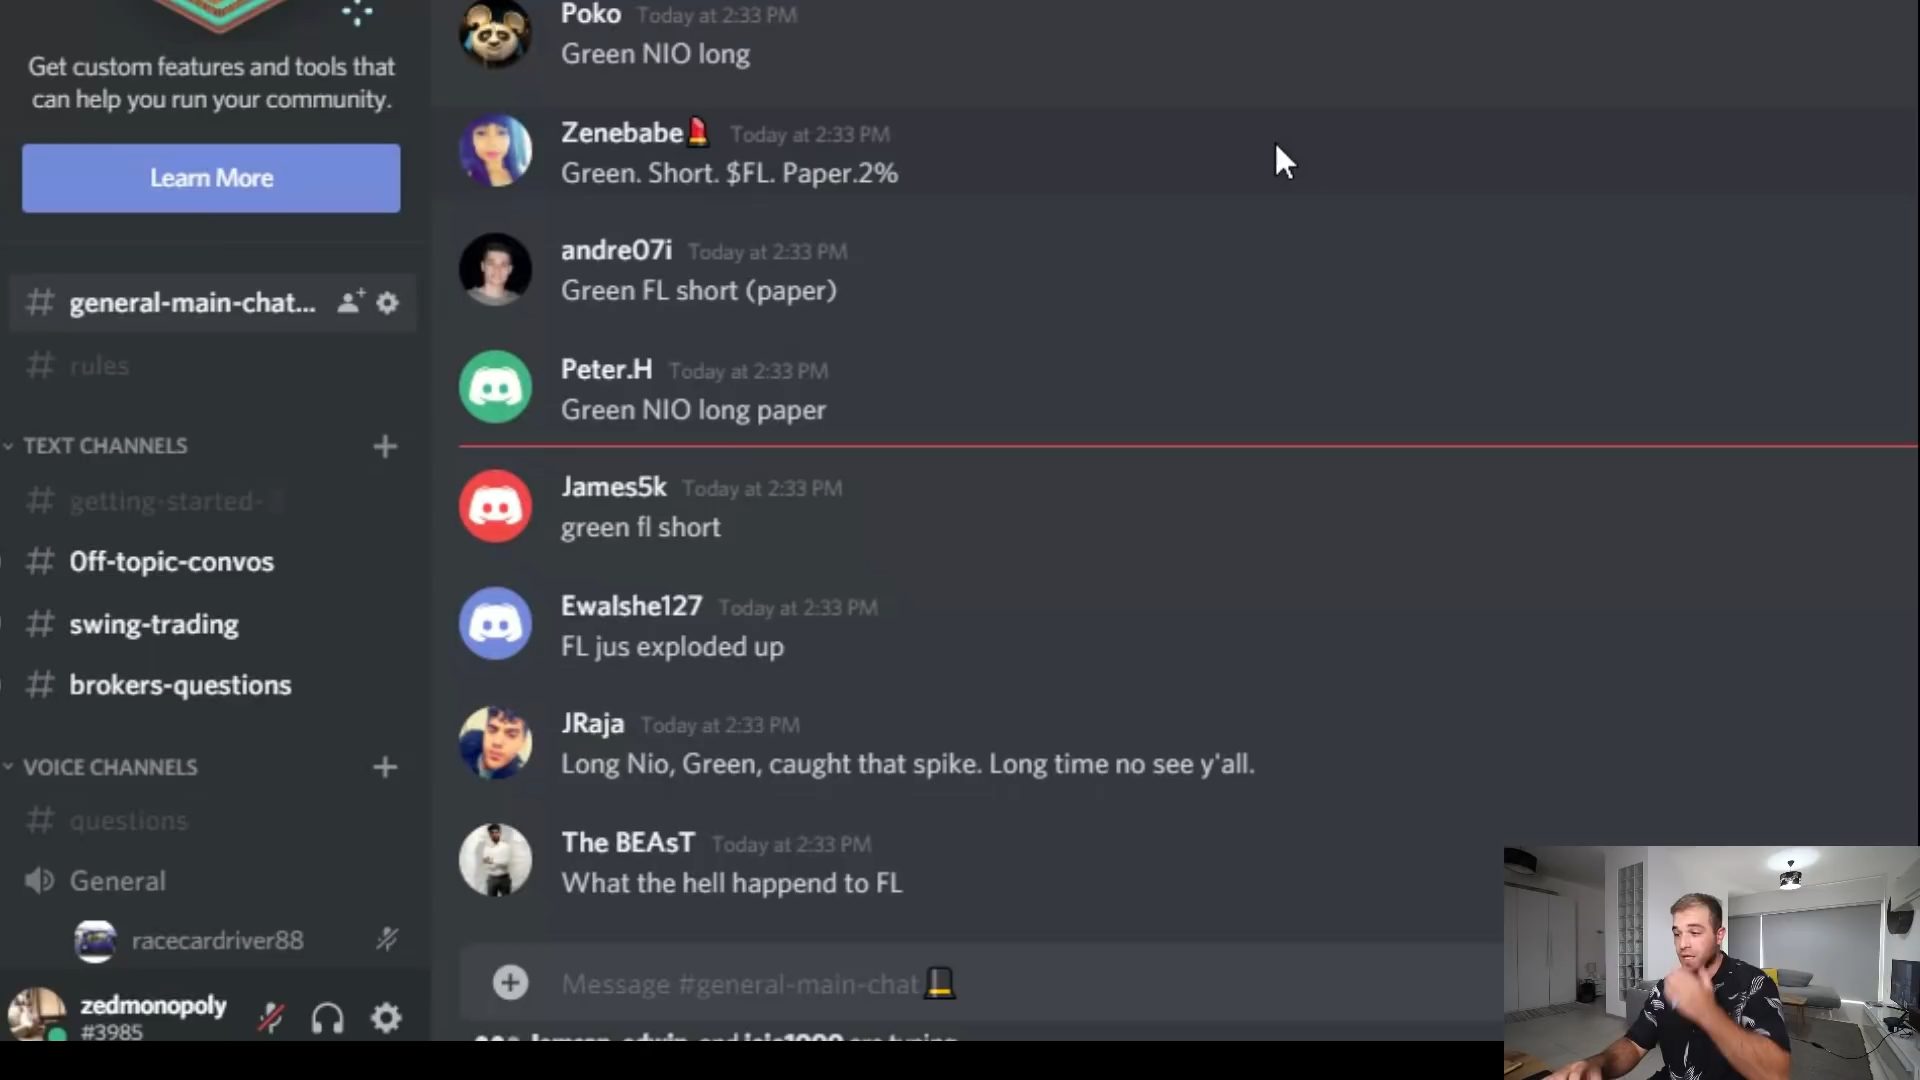 Get custom features and tools that
can help you run your community.
Learn More
# general-main-chat...
# rules
TEXT CHANNELS
# getting-started-
# Off-topic-convos
# swing-trading
# brokers-questions
VOICE CHANNELS
# questions
General
racecardriver88
zedmonopoly
#3985
Poko Today at 2:33 PM
Green NIO long
Zenebabe💄 Today at 2:33 PM
Green. Short. $FL. Paper.2%
andre07i Today at 2:33 PM
Green FL short (paper)
Peter.H Today at 2:33 PM
Green NIO long paper
James5k Today at 2:33 PM
green fl short
Ewalshe127 Today at 2:33 PM
FL jus exploded up
JRaja Today at 2:33 PM
Long Nio, Green, caught that spike. Long time no see y'all.
The BEAsT Today at 2:33 PM
What the hell happend to FL
Message #general-main-chat🎩